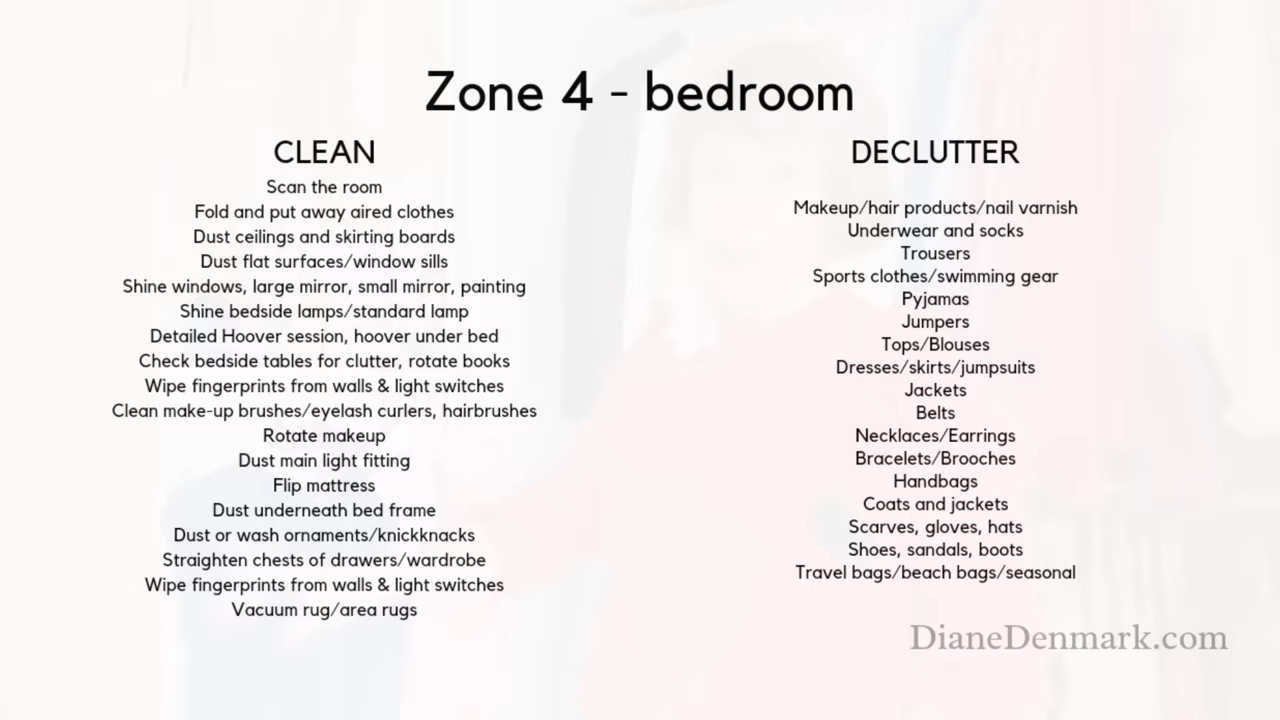 Zone 4 - bedroom
CLEAN
Scan the room
Fold and put away aired clothes
Dust ceilings and skirting boards
Dust flat surfaces/window sills
Shine windows, large mirror, small mirror, painting
Shine bedside lamps/standard lamp
Detailed Hoover session, hoover under bed
Check bedside tables for clutter, rotate books
Wipe fingerprints from walls & light switches
Clean make-up brushes/eyelash curlers, hairbrushes
Rotate makeup
Dust main light fitting
Flip mattress
Dust underneath bed frame
Dust or wash ornaments/knickknacks
Straighten chests of drawers/wardrobe
Wipe fingerprints from walls & light switches
Vacuum rug/area rugs
DECLUTTER
Makeup/hair products/nail varnish
Underwear and socks
Trousers
Sports clothes/swimming gear
Pyjamas
Jumpers
Tops/Blouses
Dresses/skirts/jumpsuits
Jackets
Belts
Necklaces/Earrings
Bracelets/Brooches
Handbags
Coats and jackets
Scarves, gloves, hats
Shoes, sandals, boots
Travel bags/beach bags/seasonal
DianeDenmark.com